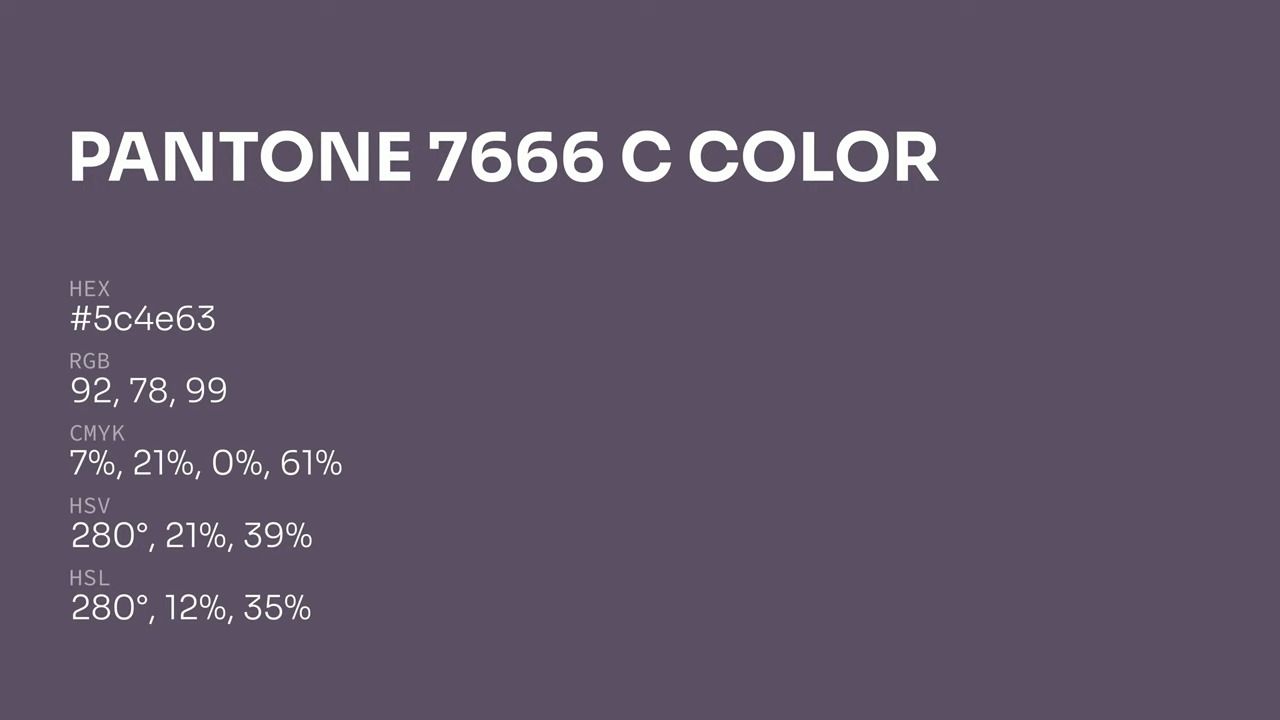 PANTONE 7666 C COLOR
HEX
#5c4e63
RGB
92, 78, 99
CMYK
7%, 21%, 0%, 61%
HSV
280°, 21%, 39%
HSL
280°, 12%, 35%